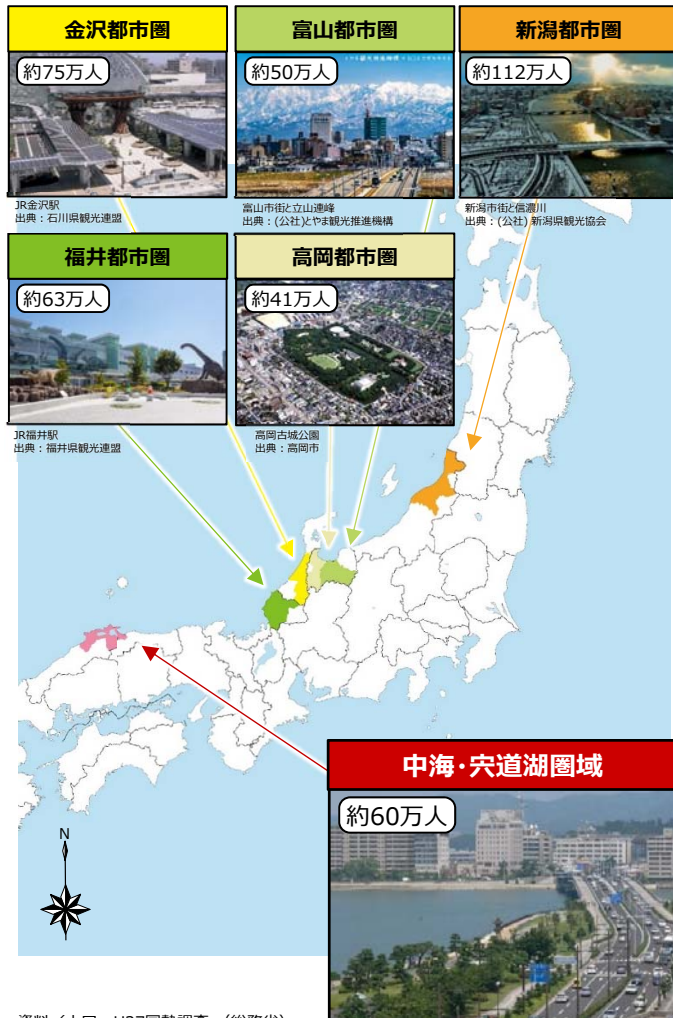 金沢都市圏
約75万人
JR金沢駅
出典：石川県観光連盟
富山都市圏
約50万人
富山市街と立山連峰
出典：(公社)とやま観光推進機構
新潟都市圏
約112万人
新潟市街と信濃川
出典：(公社) 新潟県観光協会
福井都市圏
約63万人
JR福井駅
出典：福井県観光連盟
高岡都市圏
約41万人
高岡古城公園
出典：高岡市
中海・宍道湖圏域
約60万人
N